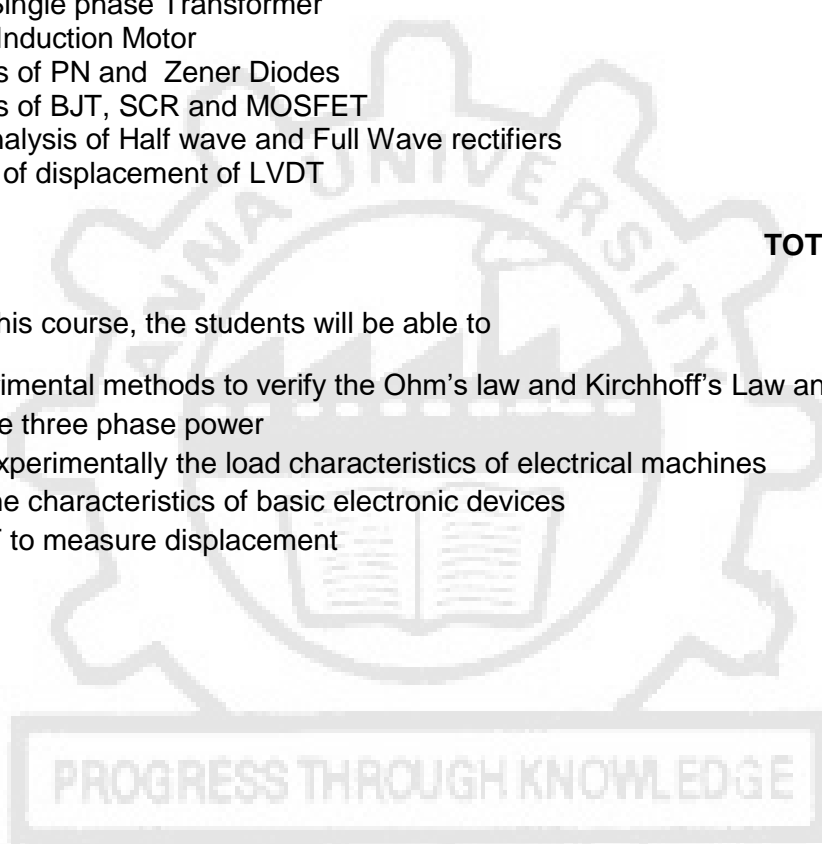 Single phase Transformer
Induction Motor
s of PN and Zener Diodes
s of BJT, SCR and MOSFET
nalysis of Half wave and Full Wave rectifiers
of displacement of LVDT
TOT
his course, the students will be able to
rimental methods to verify the Ohm's law and Kirchhoff's Law an
e three phase power
xperimentally the load characteristics of electrical machines
he characteristics of basic electronic devices
to measure displacement
ANNA UNIVERSITY
PROGRESS THROUGH KNOWLEDGE